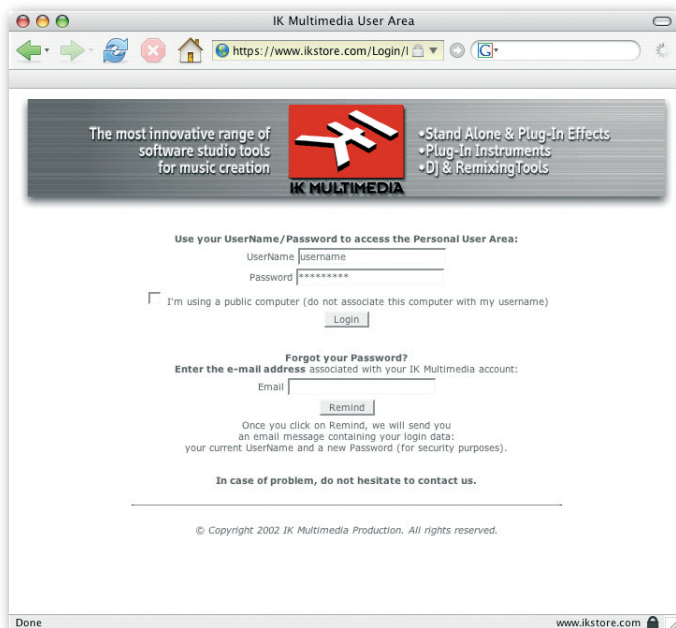 IK Multimedia User Area
https://www.ikstore.com/Login/
G
The most innovative range of
software studio tools
for music creation
IK MULTIMEDIA
•Stand Alone & Plug-In Effects
•Plug-In Instruments
•DJ & RemixingTools
Use your UserName/Password to access the Personal User Area:
UserName username
Password *********
I'm using a public computer (do not associate this computer with my username)
Login
Forgot your Password?
Enter the e-mail address associated with your IK Multimedia account:
Email
Remind
Once you click on Remind, we will send you
an email message containing your login data:
your current UserName and a new Password (for security purposes).
In case of problem, do not hesitate to contact us.
© Copyright 2002 IK Multimedia Production. All rights reserved.
Done www.ikstore.com